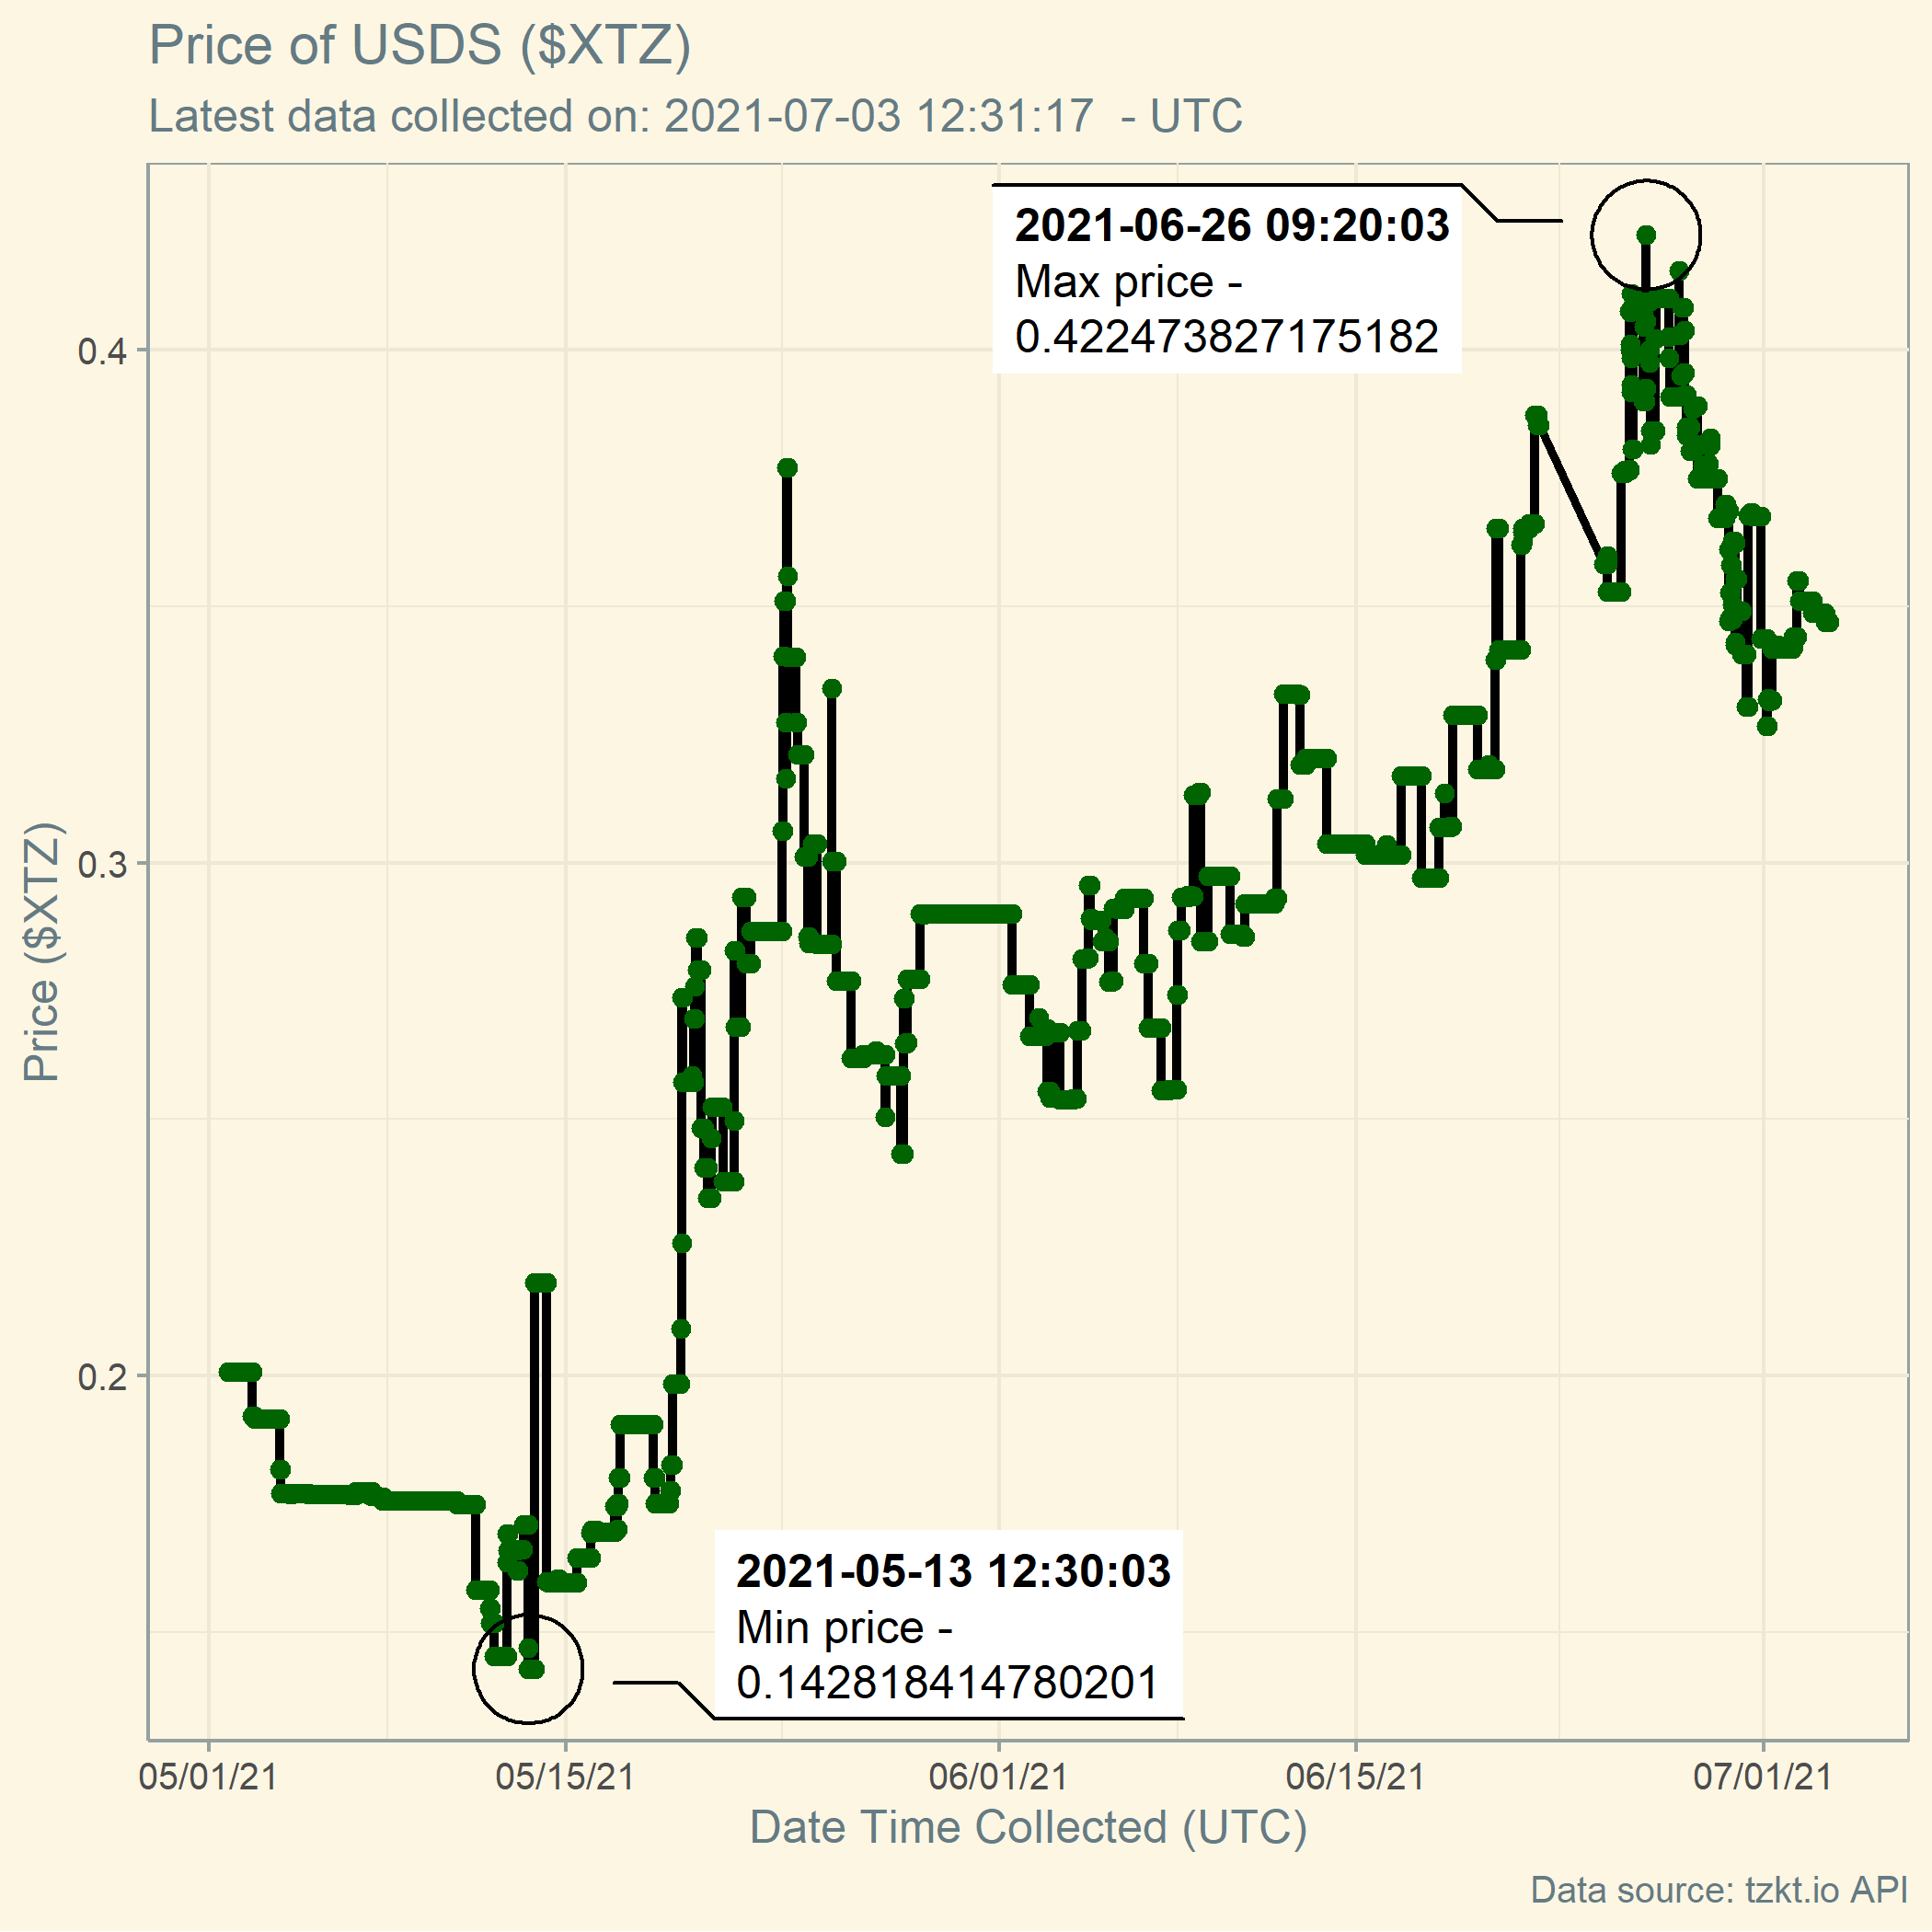 Price of USDS ($XTZ)
Latest data collected on: 2021-07-03 12:31:17  - UTC
2021-06-26 09:20:03
Max price -
0.422473827175182
0.4
0.3
0.2
Price ($XTZ)
2021-05-13 12:30:03
Min price -
0.142818414780201
05/01/21 05/15/21 06/01/21 06/15/21 07/01/21
Date Time Collected (UTC)
Data source: tzkt.io API